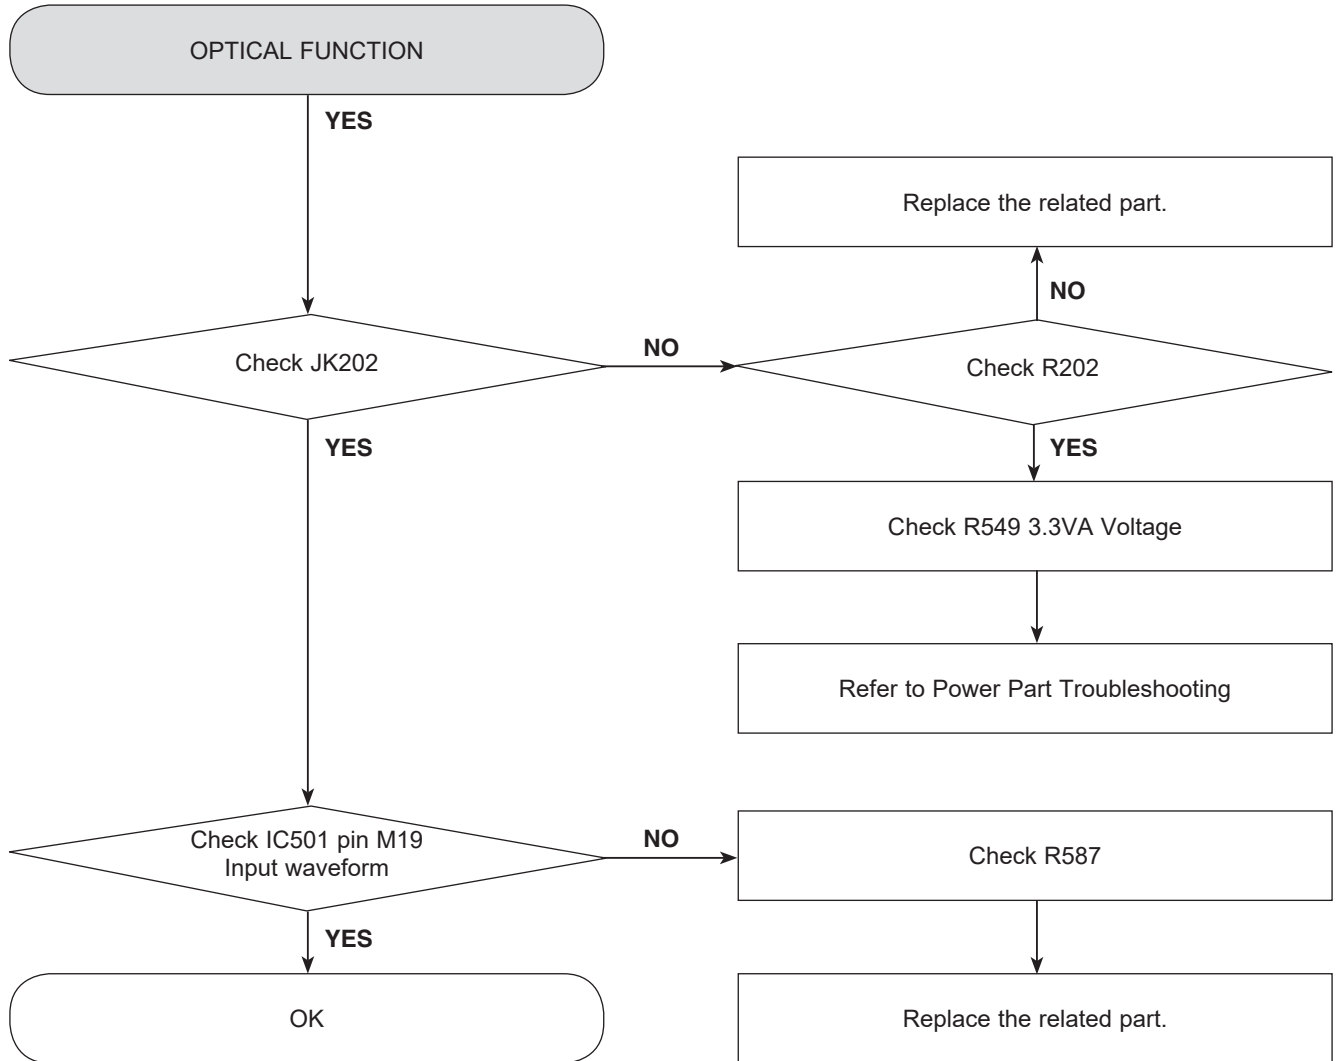 OPTICAL FUNCTION
YES
Replace the related part.
NO
Check JK202
NO
Check R202
YES
YES
Check R549 3.3VA Voltage
Refer to Power Part Troubleshooting
Check IC501 pin M19
Input waveform
NO
Check R587
YES
OK
Replace the related part.